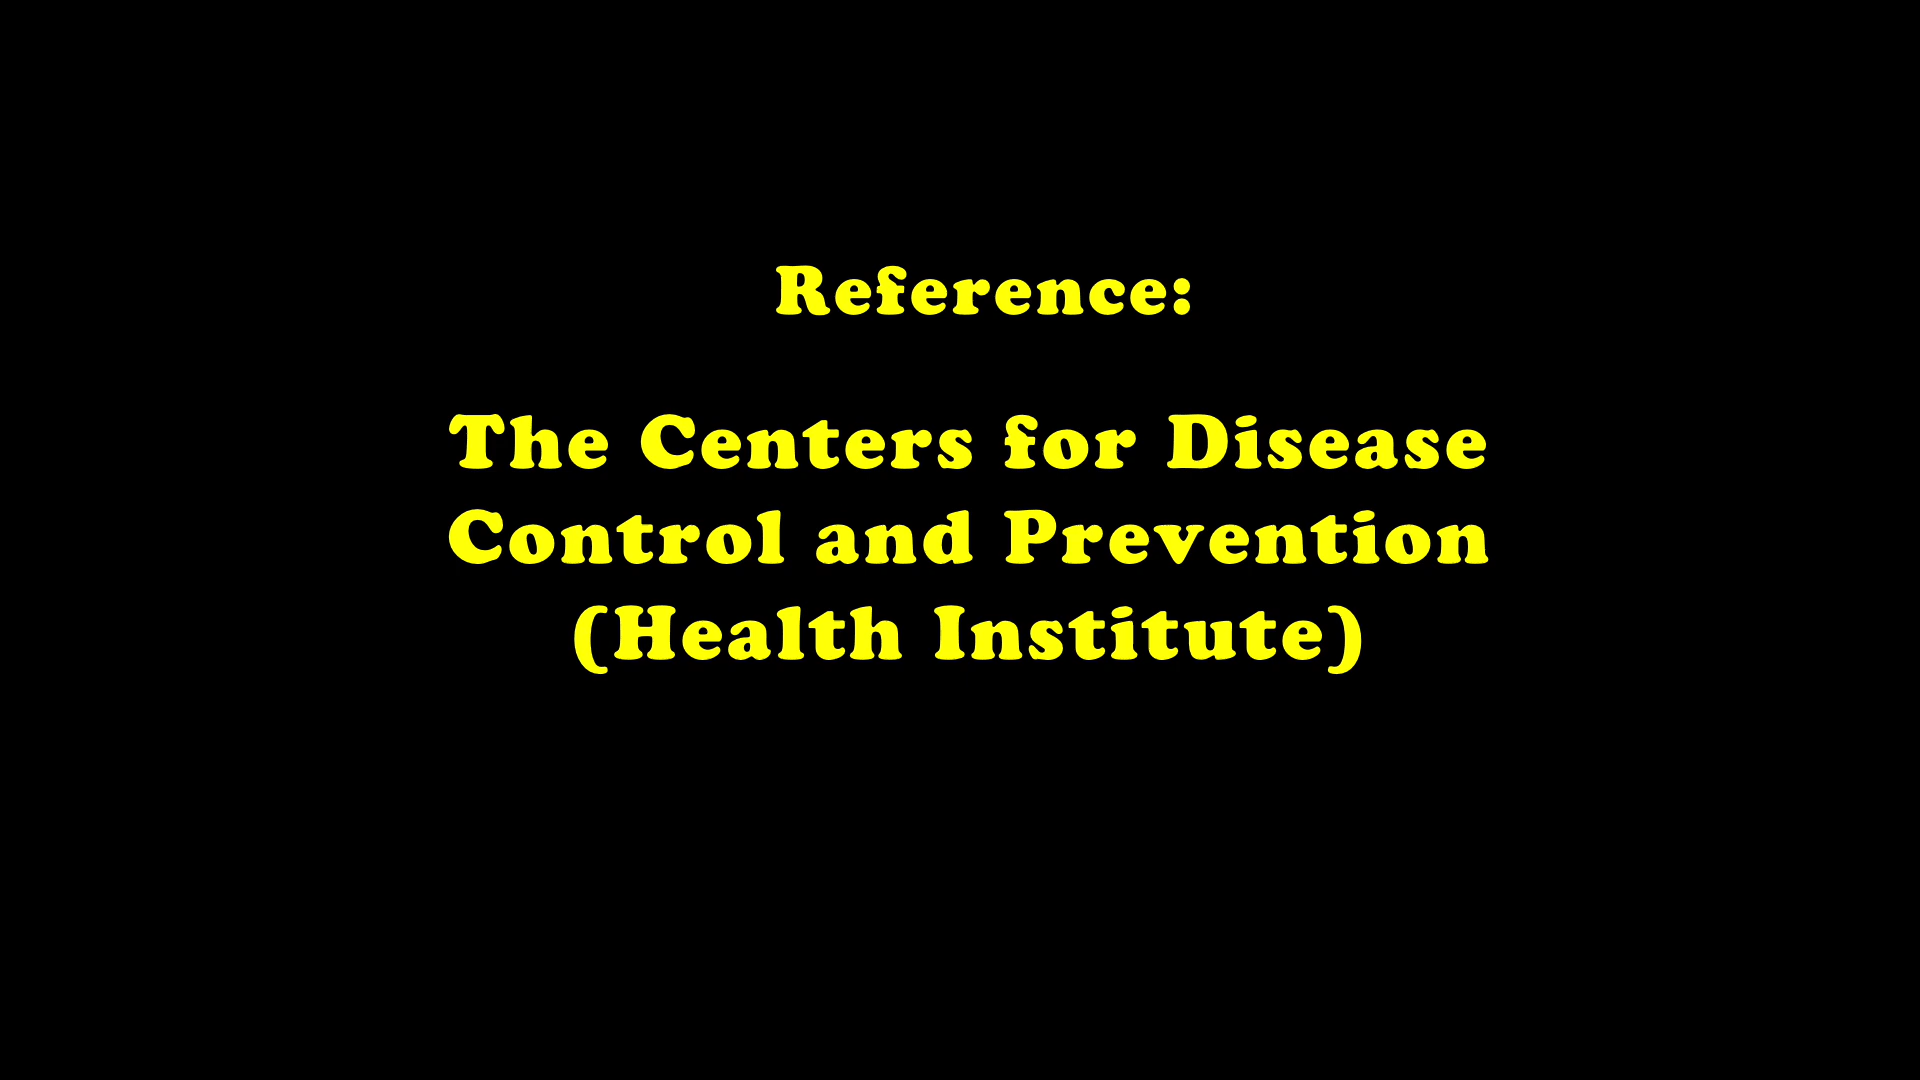 Reference:
The Centers for Disease
Control and Prevention
(Health Institute)